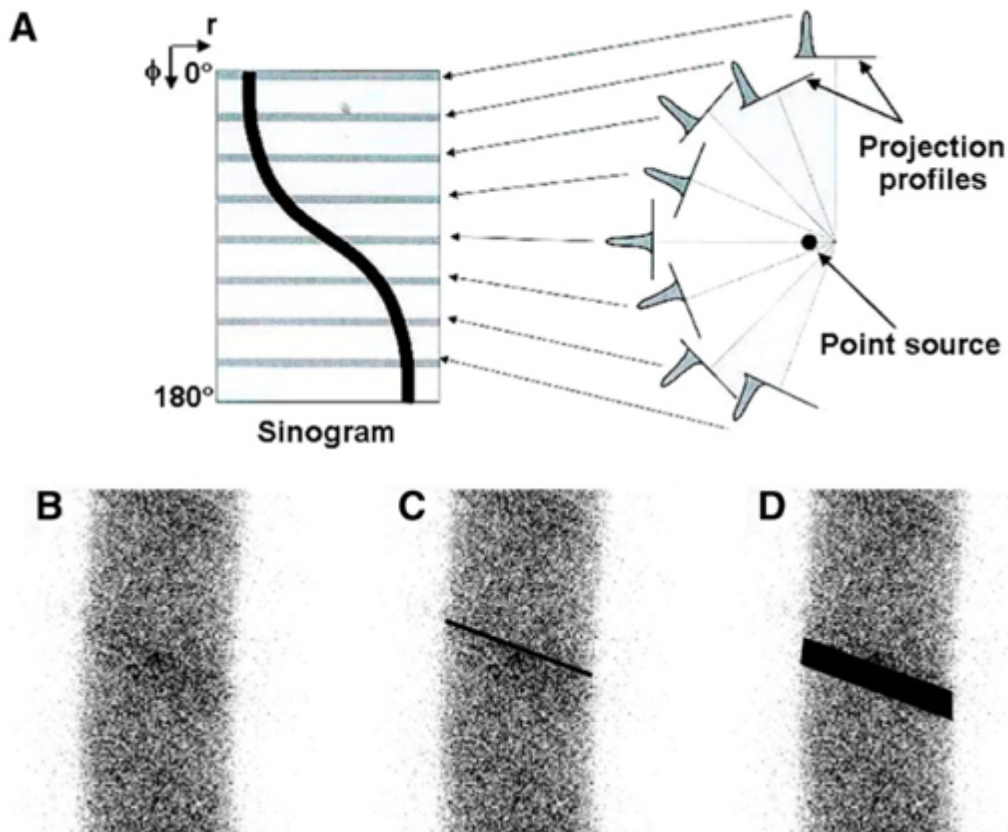 A
r
ϕ
0°
180°
Sinogram
Projection
profiles
Point source
B
C
D